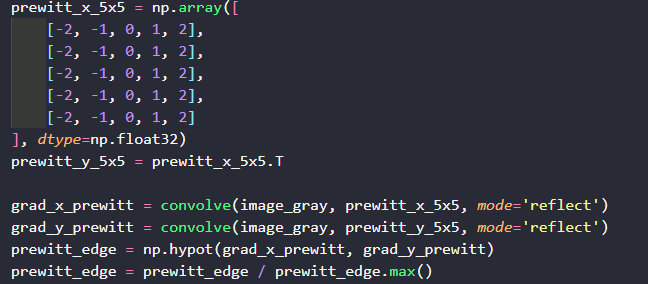 prewitt_x_5x5 = np.array([
    [-2, -1, 0, 1, 2],
    [-2, -1, 0, 1, 2],
    [-2, -1, 0, 1, 2],
    [-2, -1, 0, 1, 2],
    [-2, -1, 0, 1, 2]
], dtype=np.float32)
prewitt_y_5x5 = prewitt_x_5x5.T

grad_x_prewitt = convolve(image_gray, prewitt_x_5x5, mode='reflect')
grad_y_prewitt = convolve(image_gray, prewitt_y_5x5, mode='reflect')
prewitt_edge = np.hypot(grad_x_prewitt, grad_y_prewitt)
prewitt_edge = prewitt_edge / prewitt_edge.max()